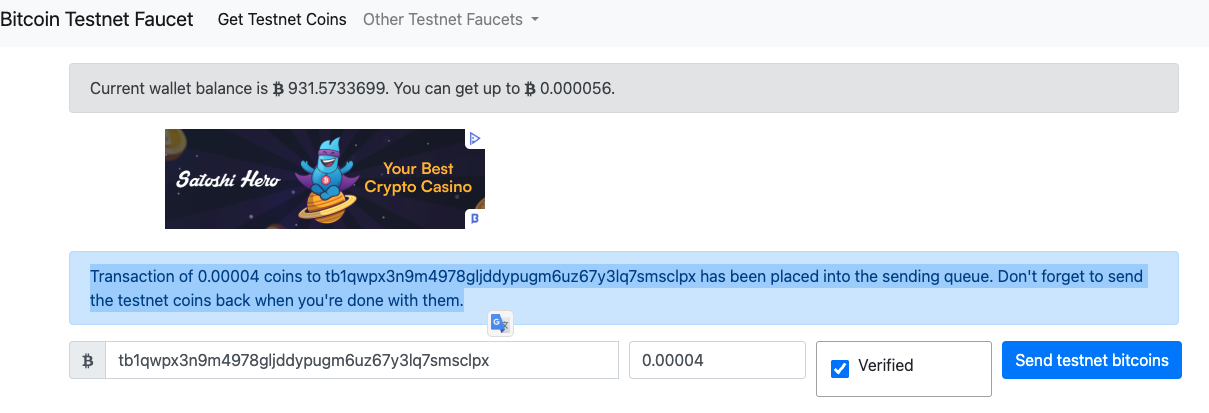 Bitcoin Testnet Faucet Get Testnet Coins Other Testnet Faucets
Current wallet balance is ₿ 931.5733699. You can get up to ₿ 0.000056.
Satoshi Hero
Your Best
Crypto Casino
Transaction of 0.00004 coins to tb1qwpx3n9m4978gljddypugm6uz67y3lq7smsclpx has been placed into the sending queue. Don't forget to send
the testnet coins back when you're done with them.
₿ tb1qwpx3n9m4978gljddypugm6uz67y3lq7smsclpx 0.00004 Verified Send testnet bitcoins